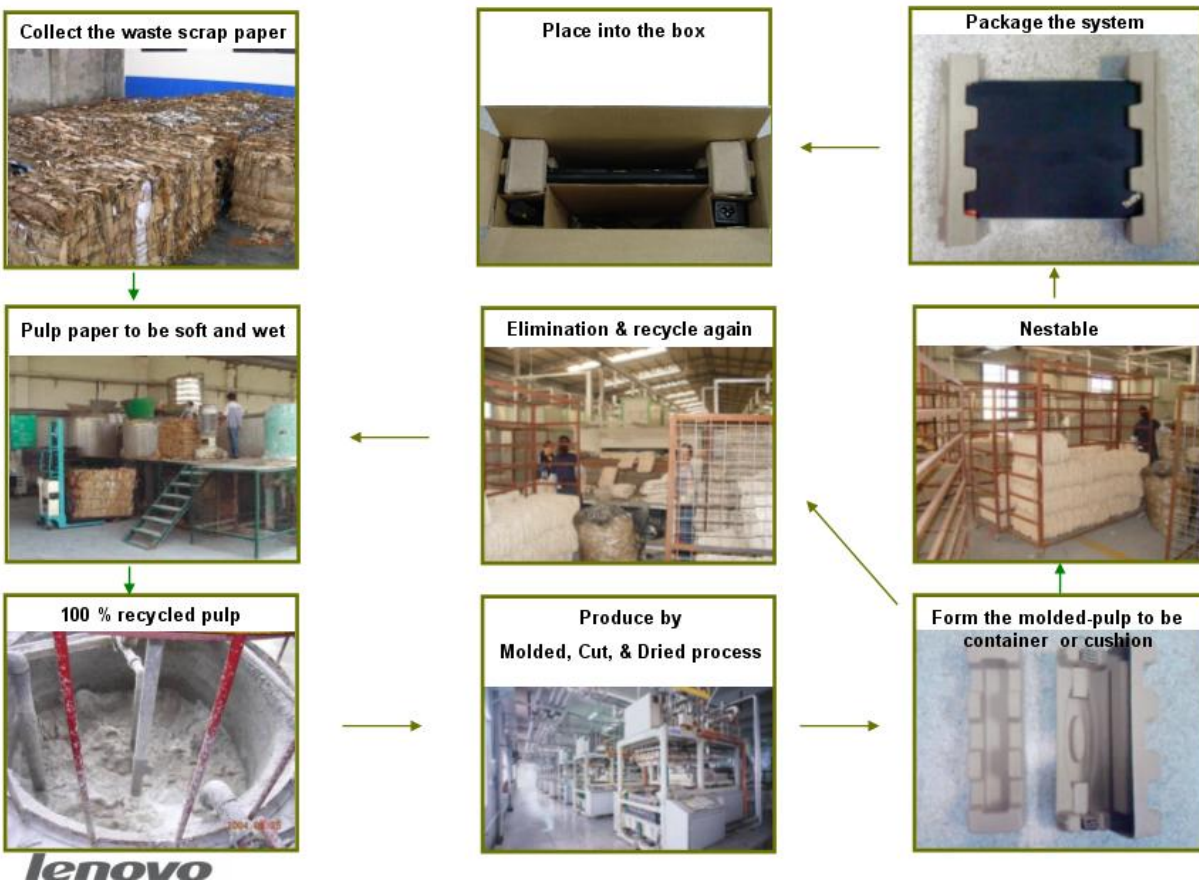 Collect the waste scrap paper
Place into the box
Package the system
Pulp paper to be soft and wet
Elimination & recycle again
Nestable
100 % recycled pulp
Produce by
Molded, Cut, & Dried process
Form the molded-pulp to be
container or cushion
lenovo